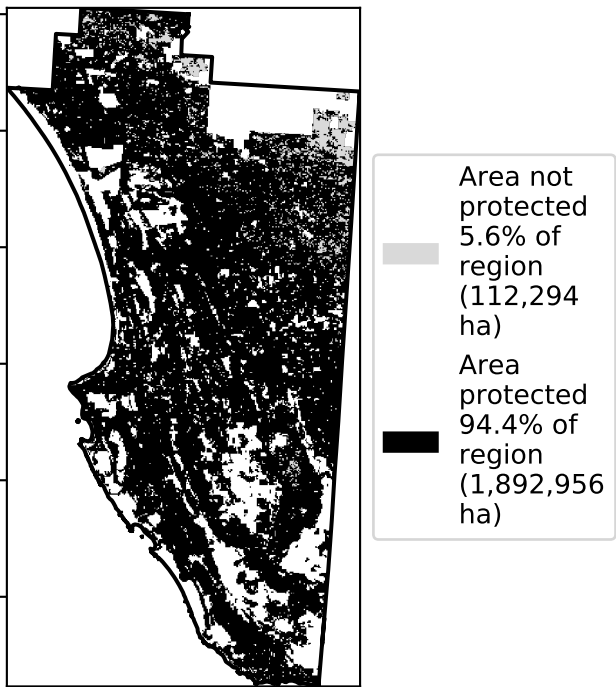 Area not
protected
5.6% of
region
(112,294
ha)
Area
protected
94.4% of
region
(1,892,956
ha)